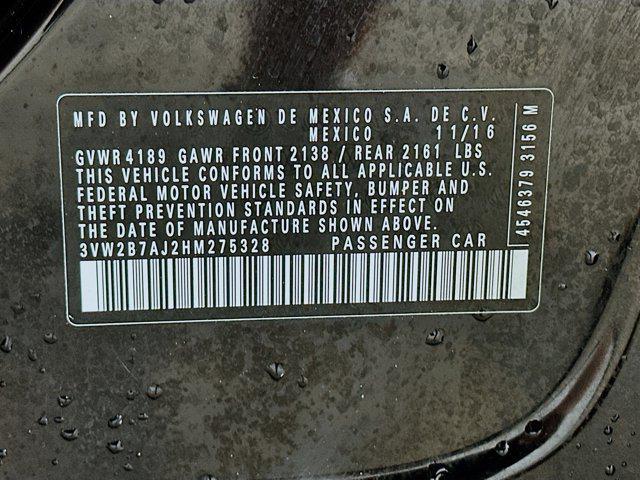 MFD BY VOLKSWAGEN DE MEXICO S.A. DE C.V.
MEXICO 11/16
GVWR 4189 GAWR FRONT 2138 / REAR 2161 LBS
THIS VEHICLE CONFORMS TO ALL APPLICABLE U.S.
FEDERAL MOTOR VEHICLE SAFETY, BUMPER AND
THEFT PREVENTION STANDARDS IN EFFECT ON
THE DATE OF MANUFACTURE SHOWN ABOVE.
3VW2B7AJ2HM275328 PASSENGER CAR
4546379 3156 M